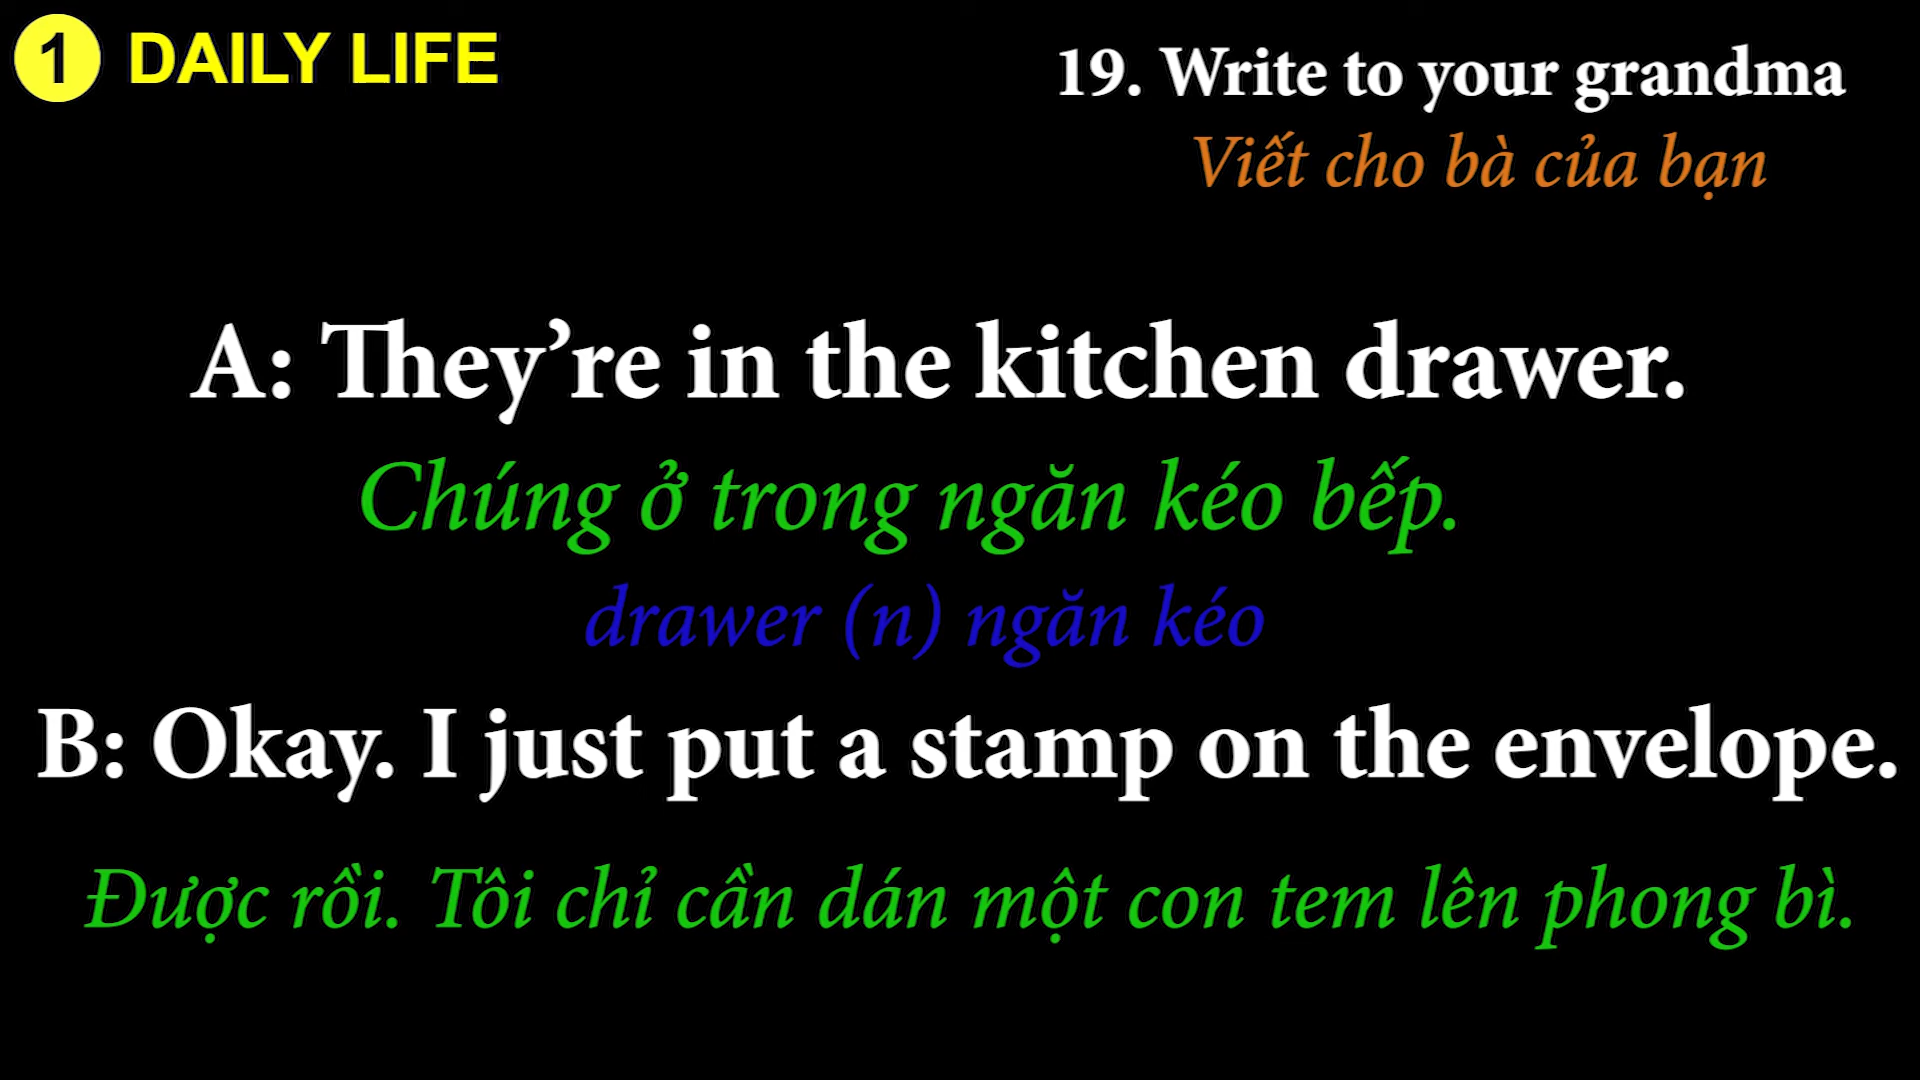 1 DAILY LIFE
19. Write to your grandma
Viết cho bà của bạn
A: They’re in the kitchen drawer.
Chúng ở trong ngăn kéo bếp.
drawer (n) ngăn kéo
B: Okay. I just put a stamp on the envelope.
Được rồi. Tôi chỉ cần dán một con tem lên phong bì.